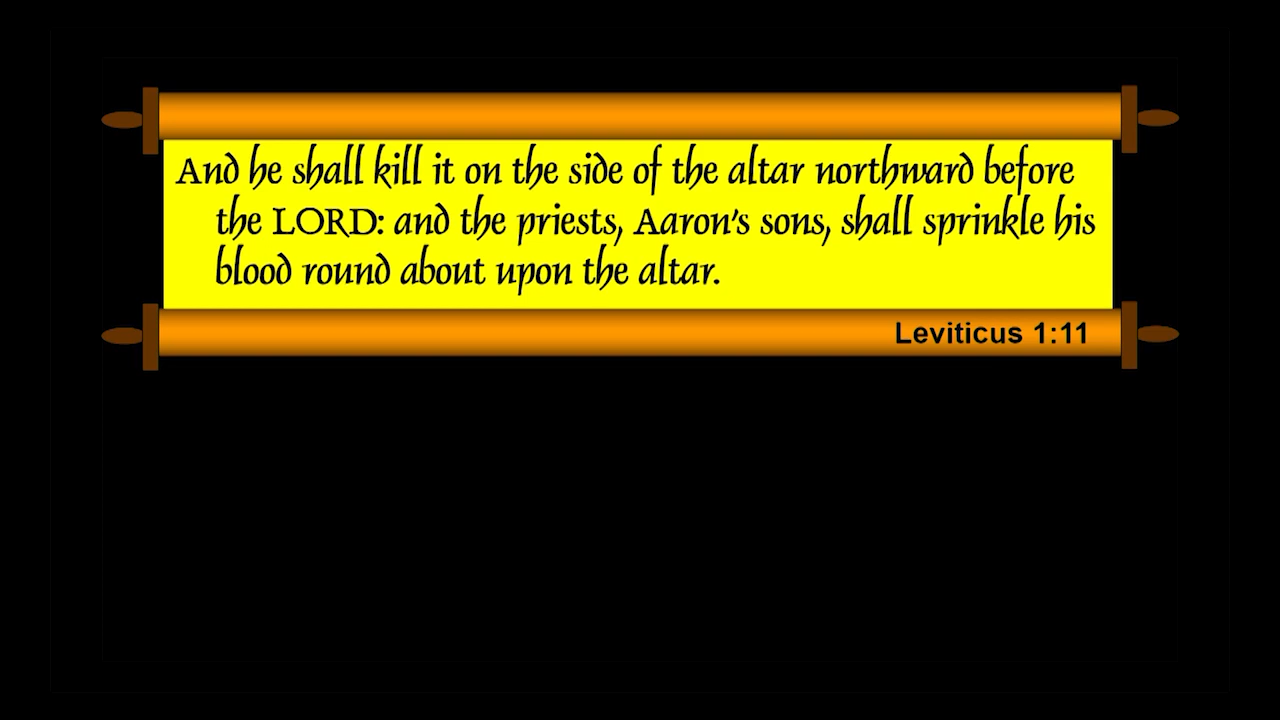 And he shall kill it on the side of the altar northward before
the LORD: and the priests, Aaron's sons, shall sprinkle his
blood round about upon the altar.
Leviticus 1:11